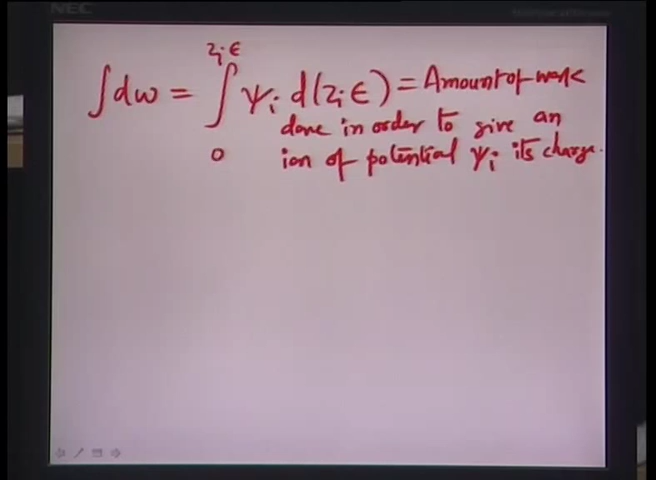 NEC
∫dw = ∫₀^{zᵢϵ} ψᵢ d(zᵢϵ) = Amount of work
done in order to give an
ion of potential ψᵢ its charge.